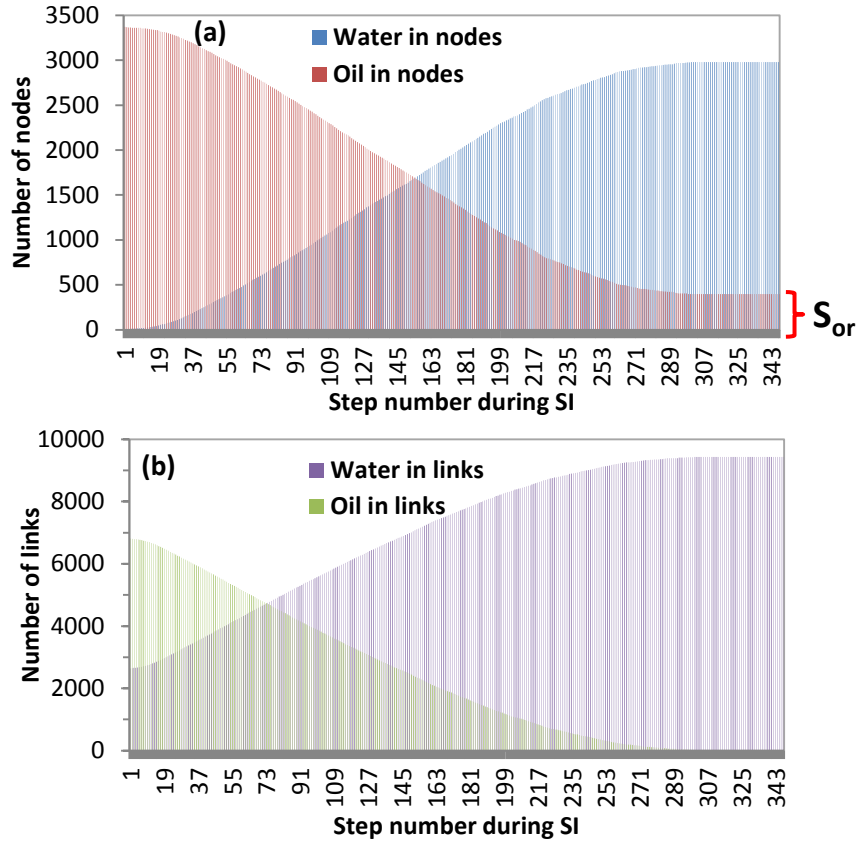 (a)
Water in nodes
Oil in nodes
Number of nodes
3500
3000
2500
2000
1500
1000
500
0
1 19 37 55 73 91 109 127 145 163 181 199 217 235 253 271 289 307 325 343
Step number during SI
Sor
(b)
Water in links
Oil in links
Number of links
10000
8000
6000
4000
2000
0
1 19 37 55 73 91 109 127 145 163 181 199 217 235 253 271 289 307 325 343
Step number during SI